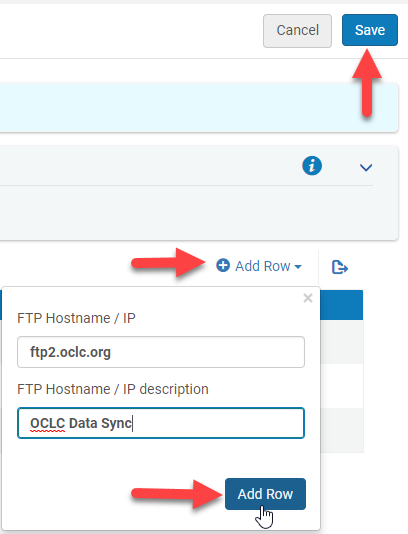 Cancel Save
Add Row
FTP Hostname / IP
ftp2.oclc.org
FTP Hostname / IP description
OCLC Data Sync
Add Row